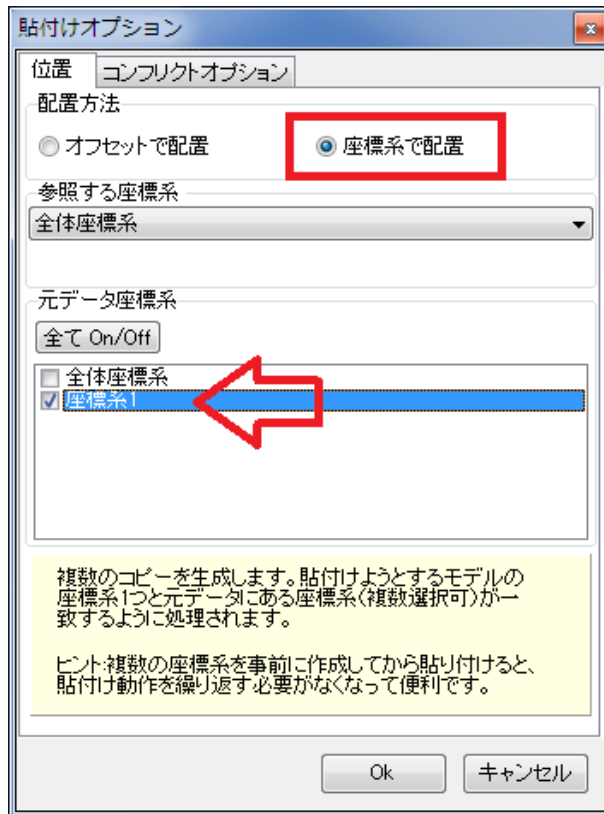 貼付けオプション
位置
コンフリクトオプション
配置方法
オフセットで配置
座標系で配置
参照する座標系
全体座標系
元データ座標系
全て On/Off
全体座標系
座標系1
複数のコピーを生成します。貼付けようとするモデルの
座標系1つと元データにある座標系(複数選択可)が一
致するように処理されます。
ヒント:複数の座標系を事前に作成してから貼り付けると、
貼付け動作を繰り返す必要がなくなって便利です。
Ok
キャンセル